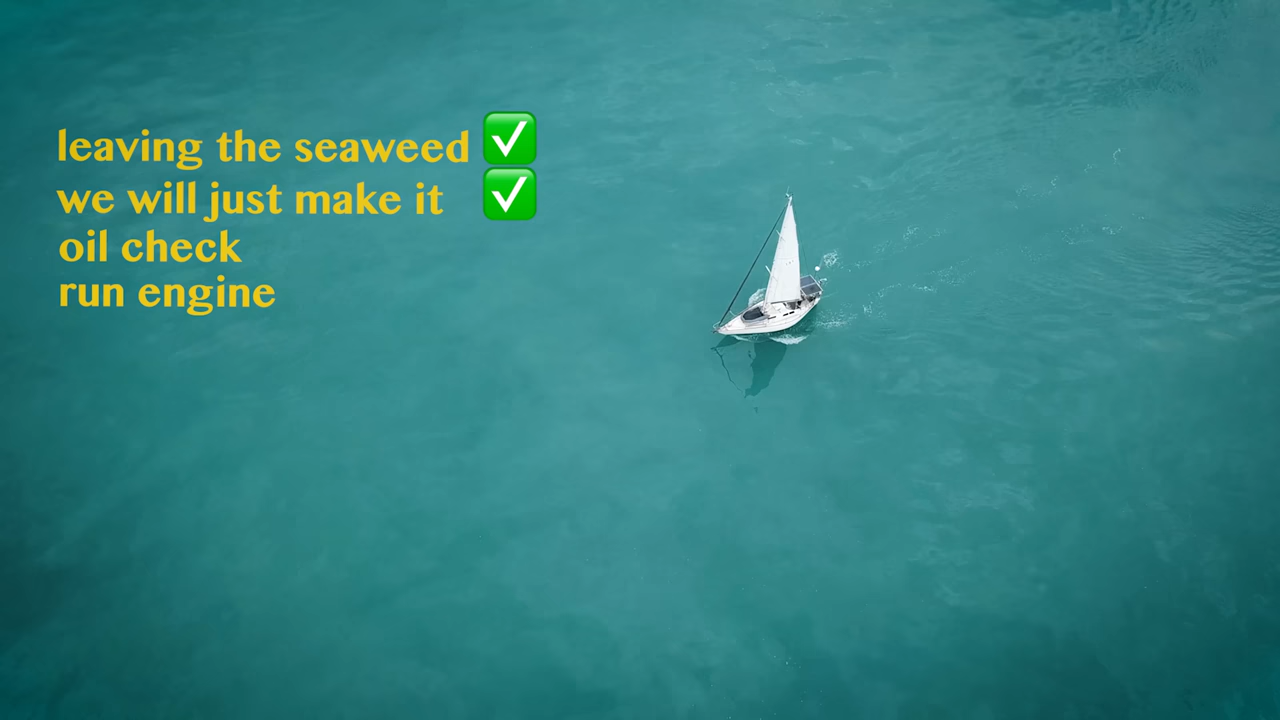 leaving the seaweed ✅
we will just make it ✅
oil check
run engine